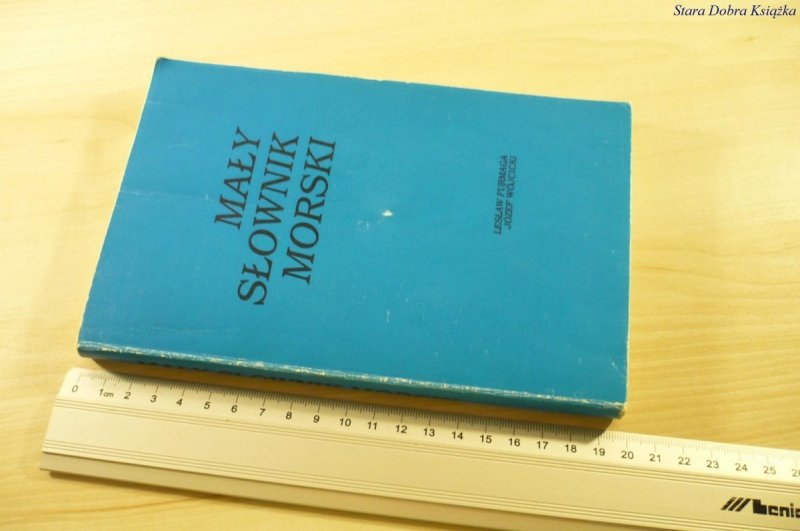 Stara Dobra Książka
MAŁY
SŁOWNIK
MORSKI
LESŁAW FURMAGA
JÓZEF WÓJCICKI
0 1cm 2 3 4 5 6 7 8 9 10 11 12 13 14 15 16 17 18 19 20 21 22 23 24 25 26